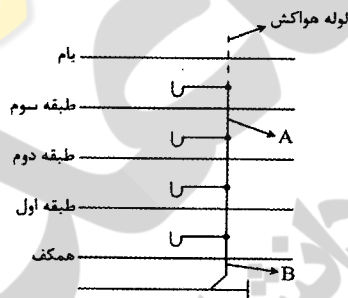 لوله هواکش
بام
طبقه سوم
A
طبقه دوم
طبقه اول
همکف
B